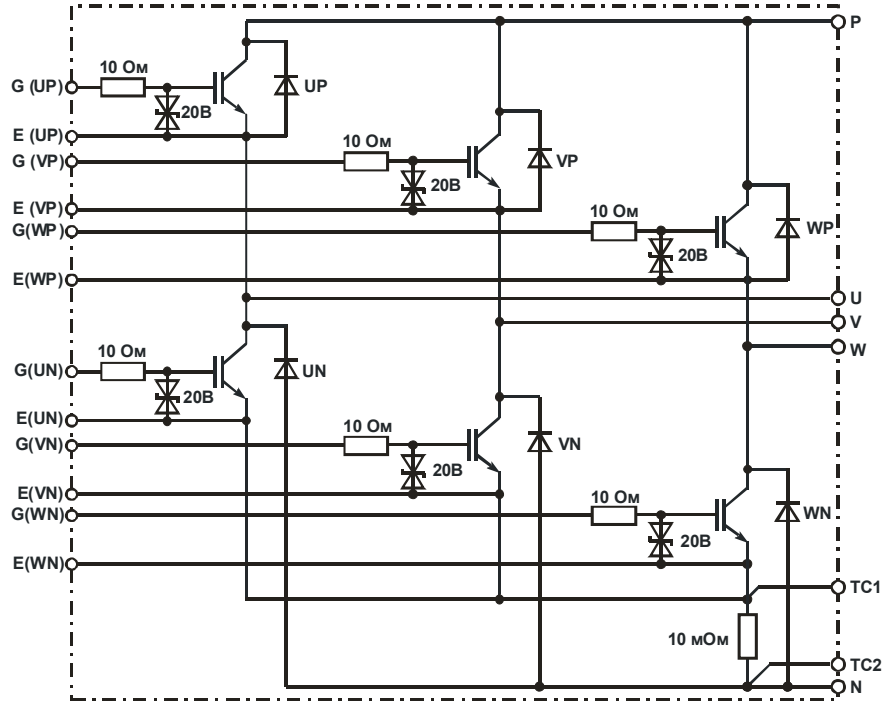 P
10 Ом
G (UP)
UP
20В
E (UP)
10 Ом
G (VP)
VP
20В
E (VP)
10 Ом
G(WP)
WP
20В
E(WP)
U
V
W
10 Ом
G(UN)
UN
20В
E(UN)
10 Ом
G(VN)
VN
20В
E(VN)
10 Ом
G(WN)
WN
20В
E(WN)
TC1
10 мОм
TC2
N